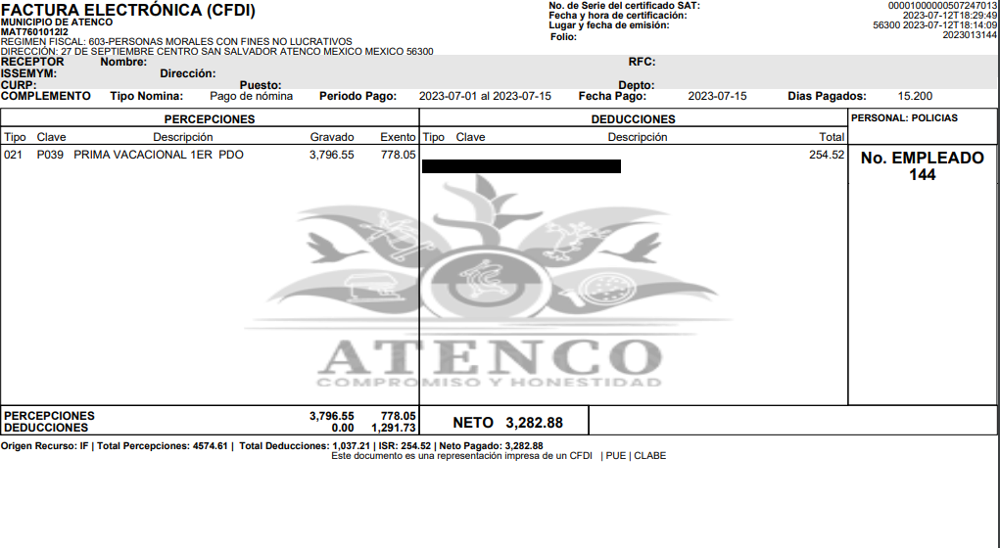 FACTURA ELECTRÓNICA (CFDI)
MUNICIPIO DE ATENCO
MAT7601012I2
REGIMEN FISCAL: 603-PERSONAS MORALES CON FINES NO LUCRATIVOS
DIRECCIÓN: 27 DE SEPTIEMBRE CENTRO SAN SALVADOR ATENCO MEXICO MEXICO 56300
No. de Serie del certificado SAT: 00001000000507247013
Fecha y hora de certificación: 2023-07-12T18:29:49
Lugar y fecha de emisión: 56300 2023-07-12T18:14:09
Folio: 2023013144
RECEPTOR Nombre: RFC:
ISSEMYM: Dirección:
CURP: Puesto: Depto:
COMPLEMENTO Tipo Nomina: Pago de nómina Periodo Pago: 2023-07-01 al 2023-07-15 Fecha Pago: 2023-07-15 Dias Pagados: 15.200
PERCEPCIONES DEDUCCIONES PERSONAL: POLICIAS
Tipo Clave Descripción Gravado Exento Tipo Clave Descripción Total
021 P039 PRIMA VACACIONAL 1ER PDO 3,796.55 778.05 254.52
No. EMPLEADO
144
ATENCO
COMPROMISO Y HONESTIDAD
PERCEPCIONES 3,796.55 778.05
DEDUCCIONES 0.00 1,291.73
NETO 3,282.88
Origen Recurso: IF | Total Percepciones: 4574.61 | Total Deducciones: 1,037.21 | ISR: 254.52 | Neto Pagado: 3,282.88
Este documento es una representación impresa de un CFDI | PUE | CLABE